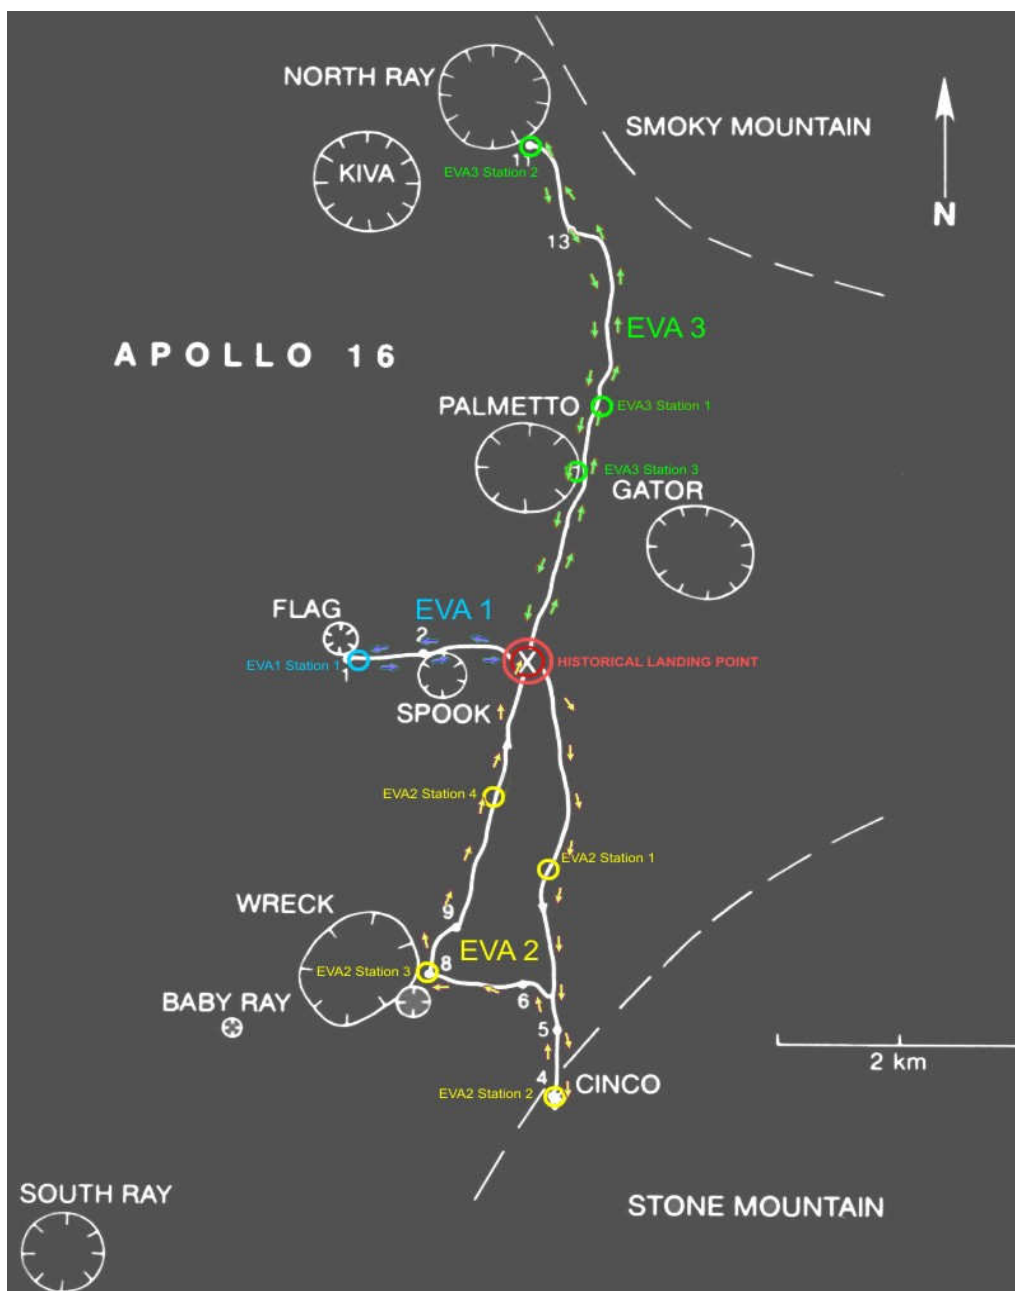 NORTH RAY
SMOKY MOUNTAIN
11
EVA3 Station 2
KIVA
N
13
EVA 3
APOLLO 16
PALMETTO
EVA3 Station 1
EVA3 Station 3
GATOR
FLAG
EVA 1
2
EVA1 Station 1
1
X
HISTORICAL LANDING POINT
SPOOK
EVA2 Station 4
EVA2 Station 1
WRECK
9
EVA 2
8
EVA2 Station 3
6
BABY RAY
5
2 km
4
CINCO
EVA2 Station 2
SOUTH RAY
STONE MOUNTAIN